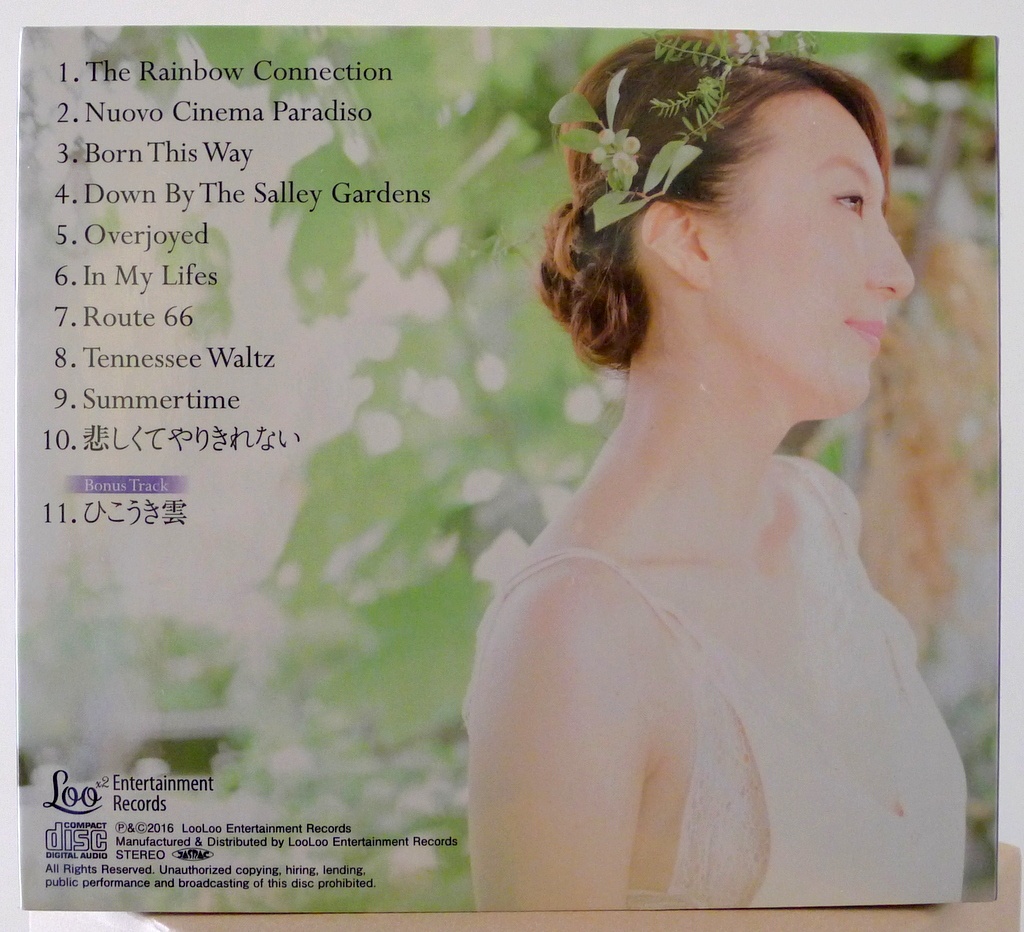 1. The Rainbow Connection
2. Nuovo Cinema Paradiso
3. Born This Way
4. Down By The Salley Gardens
5. Overjoyed
6. In My Lifes
7. Route 66
8. Tennessee Waltz
9. Summertime
10. 悲しくてやりきれない
Bonus Track
11. ひこうき雲
Loo x2 Entertainment
Records
COMPACT
disc
DIGITAL AUDIO
Ⓟ&©2016 LooLoo Entertainment Records
Manufactured & Distributed by LooLoo Entertainment Records
STEREO JASRAC
All Rights Reserved. Unauthorized copying, hiring, lending,
public performance and broadcasting of this disc prohibited.